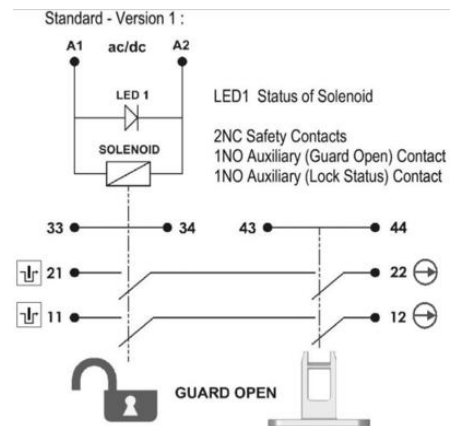 Standard - Version 1 :
A1 ac/dc A2
LED 1
LED1 Status of Solenoid
SOLENOID
2NC Safety Contacts
1NO Auxiliary (Guard Open) Contact
1NO Auxiliary (Lock Status) Contact
33 34 43 44
21 22
11 12
GUARD OPEN